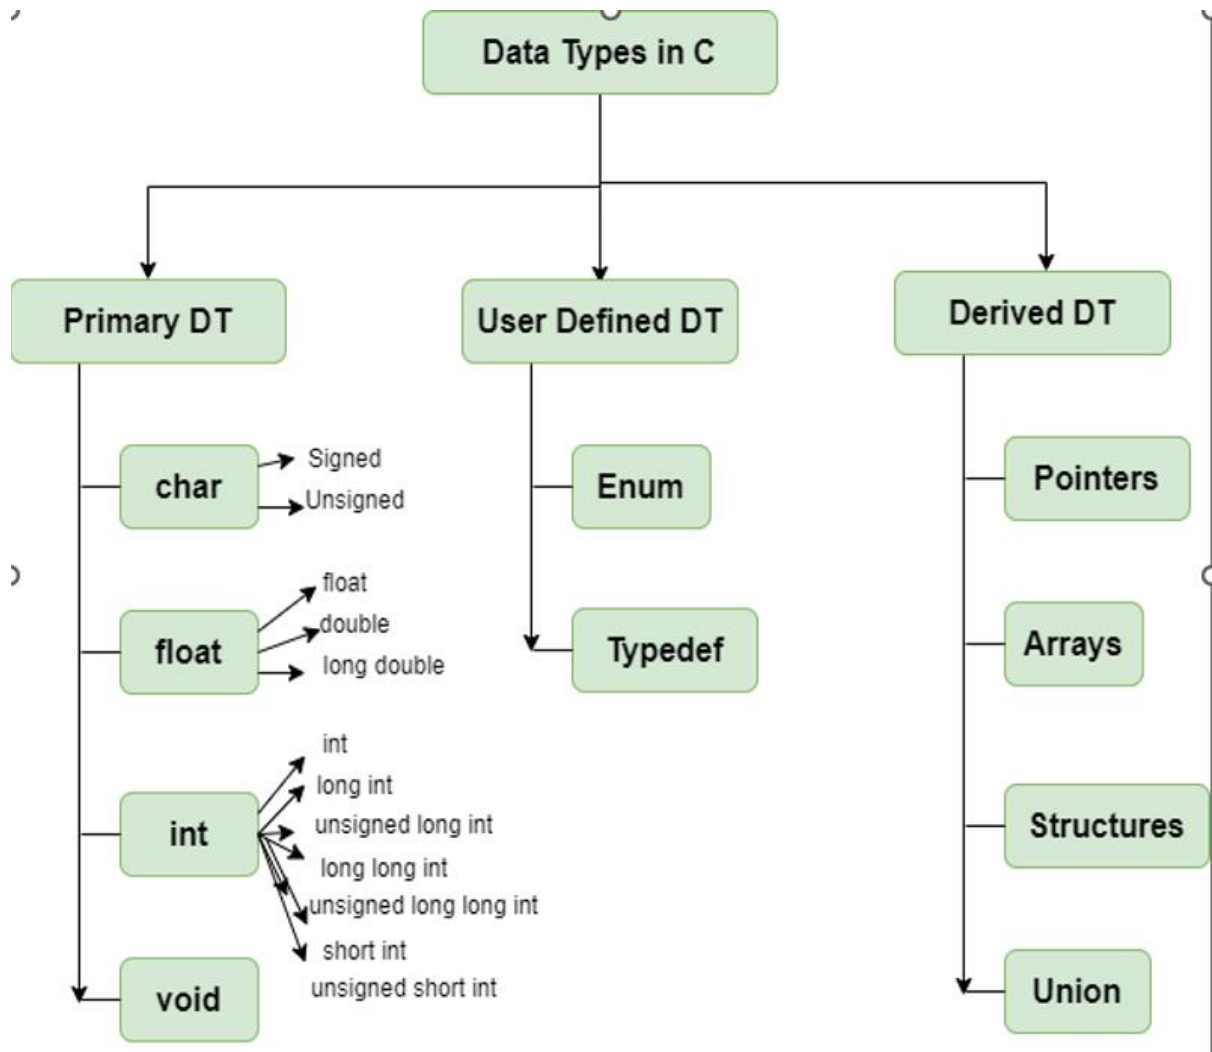 Data Types in C
Primary DT
User Defined DT
Derived DT
char
Signed
Unsigned
float
float
double
long double
int
int
long int
unsigned long int
long long int
unsigned long long int
short int
unsigned short int
void
Enum
Typedef
Pointers
Arrays
Structures
Union